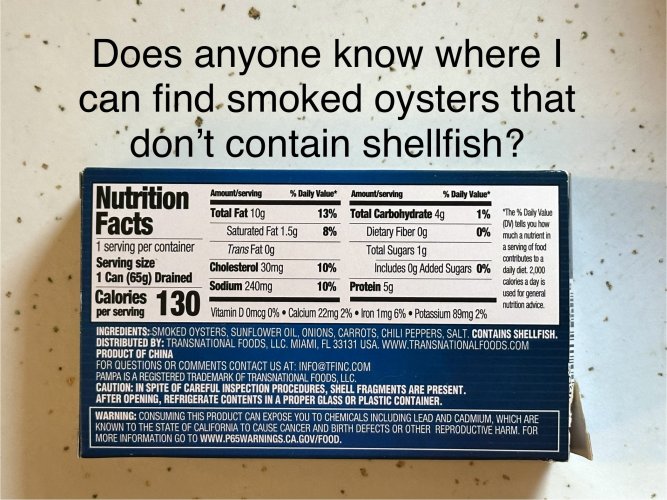 Does anyone know where I
can find smoked oysters that
don't contain shellfish?
Nutrition
Facts
1 serving per container
Serving size
1 Can (65g) Drained
Calories
per serving 130
Amount/serving % Daily Value*
Total Fat 10g 13%
Saturated Fat 1.5g 8%
Trans Fat 0g
Cholesterol 30mg 10%
Sodium 240mg 10%
Amount/serving % Daily Value*
Total Carbohydrate 4g 1%
Dietary Fiber 0g 0%
Total Sugars 1g
Includes 0g Added Sugars 0%
Protein 5g
Vitamin D 0mcg 0% • Calcium 22mg 2% • Iron 1mg 6% • Potassium 89mg 2%
*The % Daily Value
(DV) tells you how
much a nutrient in
a serving of food
contributes to a
daily diet. 2,000
calories a day is
used for general
nutrition advice.
INGREDIENTS: SMOKED OYSTERS, SUNFLOWER OIL, ONIONS, CARROTS, CHILI PEPPERS, SALT. CONTAINS SHELLFISH.
DISTRIBUTED BY: TRANSNATIONAL FOODS, LLC. MIAMI, FL 33131 USA. WWW.TRANSNATIONALFOODS.COM
PRODUCT OF CHINA
FOR QUESTIONS OR COMMENTS CONTACT US AT: INFO@TFINC.COM
PAMPA IS A REGISTERED TRADEMARK OF TRANSNATIONAL FOODS, LLC.
CAUTION: IN SPITE OF CAREFUL INSPECTION PROCEDURES, SHELL FRAGMENTS ARE PRESENT.
AFTER OPENING, REFRIGERATE CONTENTS IN A PROPER GLASS OR PLASTIC CONTAINER.
WARNING: CONSUMING THIS PRODUCT CAN EXPOSE YOU TO CHEMICALS INCLUDING LEAD AND CADMIUM, WHICH ARE
KNOWN TO THE STATE OF CALIFORNIA TO CAUSE CANCER AND BIRTH DEFECTS OR OTHER REPRODUCTIVE HARM. FOR
MORE INFORMATION GO TO WWW.P65WARNINGS.CA.GOV/FOOD.